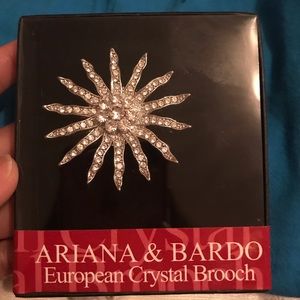 ARIANA & BARDO
European Crystal Brooch